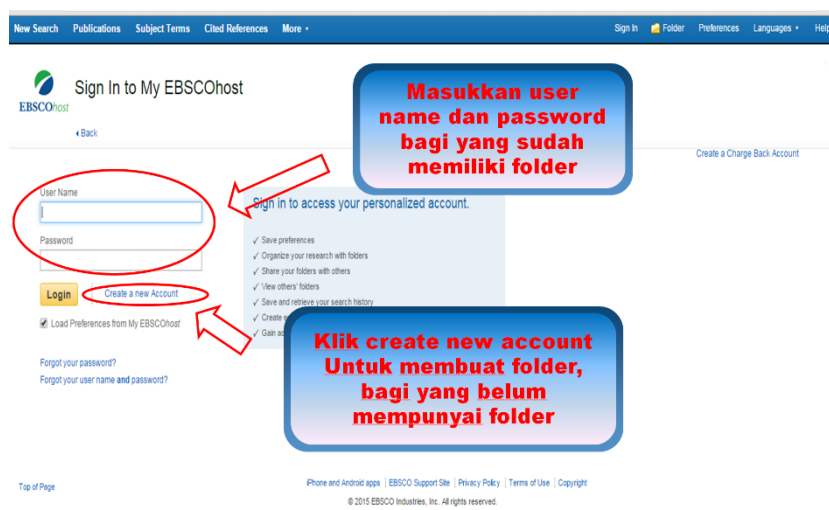 New Search Publications Subject Terms Cited References More
Sign In Folder Preferences Languages Help
EBSCOhost
Sign In to My EBSCOhost
Back
Masukkan user
name dan password
bagi yang sudah
memiliki folder
Create a Charge Back Account
User Name
Password
Login Create a new Account
Load Preferences from My EBSCOhost
Forgot your password?
Forgot your user name and password?
Sign in to access your personalized account.
✓ Save preferences
✓ Organize your research with folders
✓ Share your folders with others
✓ View others' folders
✓ Save and retrieve your search history
✓ Create
✓ Gain
Klik create new account
Untuk membuat folder,
bagi yang belum
mempunyai folder
Top of Page
iPhone and Android apps | EBSCO Support Site | Privacy Policy | Terms of Use | Copyright
© 2015 EBSCO Industries, Inc. All rights reserved.